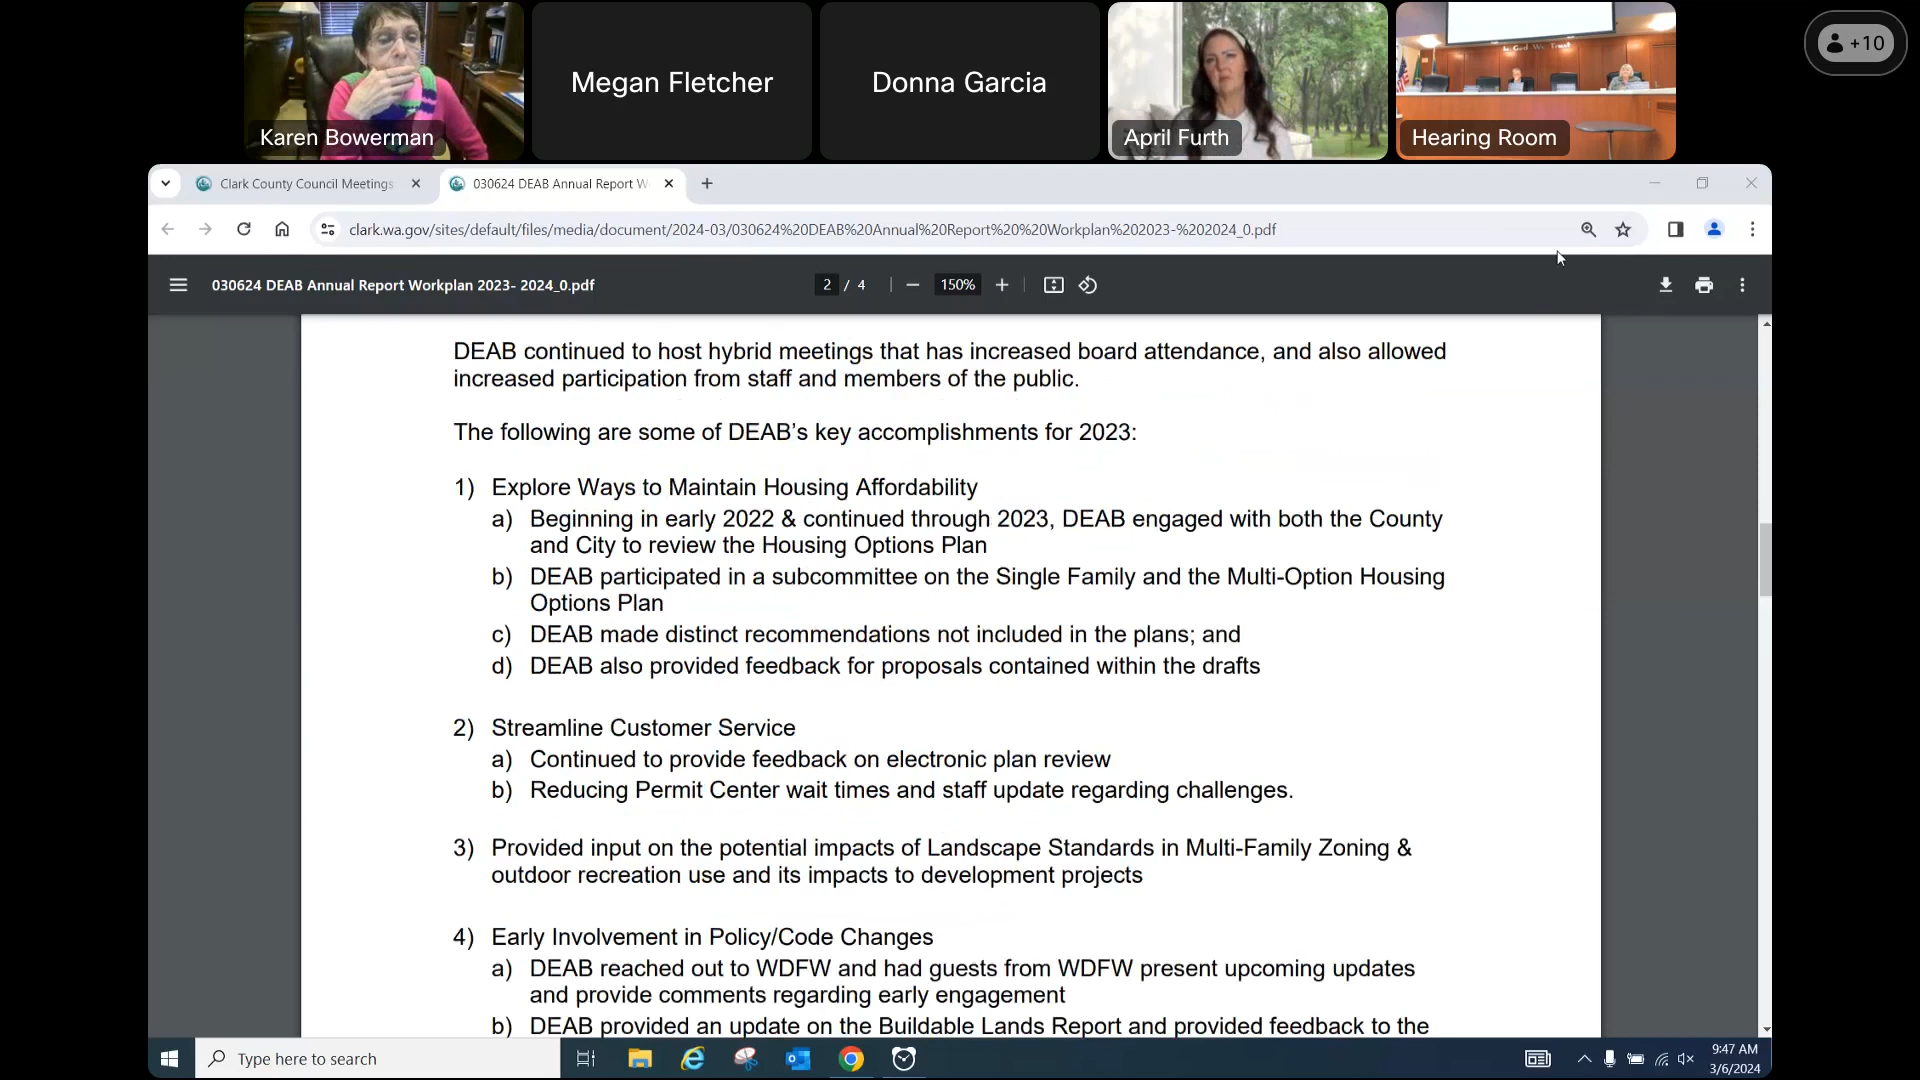 Karen Bowerman
Megan Fletcher
Donna Garcia
April Furth
In God We Trust
Hearing Room
+10
Clark County Council Meetings
030624 DEAB Annual Report W
clark.wa.gov/sites/default/files/media/document/2024-03/030624%20DEAB%20Annual%20Report%20%20Workplan%202023-%202024_0.pdf
030624 DEAB Annual Report Workplan 2023- 2024_0.pdf
2 / 4
150%
DEAB continued to host hybrid meetings that has increased board attendance, and also allowed
increased participation from staff and members of the public.
The following are some of DEAB's key accomplishments for 2023:
1) Explore Ways to Maintain Housing Affordability
a) Beginning in early 2022 & continued through 2023, DEAB engaged with both the County
and City to review the Housing Options Plan
b) DEAB participated in a subcommittee on the Single Family and the Multi-Option Housing
Options Plan
c) DEAB made distinct recommendations not included in the plans; and
d) DEAB also provided feedback for proposals contained within the drafts
2) Streamline Customer Service
a) Continued to provide feedback on electronic plan review
b) Reducing Permit Center wait times and staff update regarding challenges.
3) Provided input on the potential impacts of Landscape Standards in Multi-Family Zoning &
outdoor recreation use and its impacts to development projects
4) Early Involvement in Policy/Code Changes
a) DEAB reached out to WDFW and had guests from WDFW present upcoming updates
and provide comments regarding early engagement
b) DEAB provided an update on the Buildable Lands Report and provided feedback to the
Type here to search
9:47 AM
3/6/2024